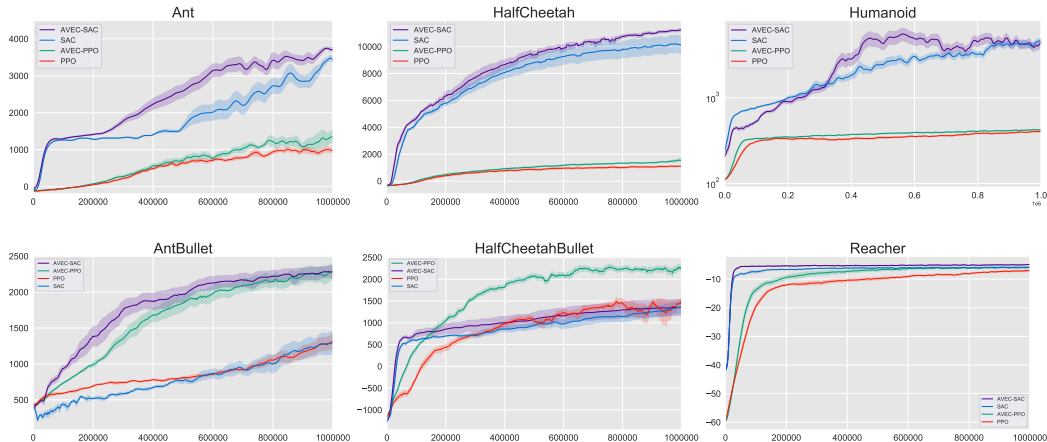 Ant
4000
3000
2000
1000
0
AVEC-SAC
SAC
AVEC-PPO
PPO
0 200000 400000 600000 800000 1000000
HalfCheetah
10000
8000
6000
4000
2000
0
AVEC-SAC
SAC
AVEC-PPO
PPO
0 200000 400000 600000 800000 1000000
Humanoid
10^3
10^2
AVEC-SAC
SAC
AVEC-PPO
PPO
0.0 0.2 0.4 0.6 0.8 1.0
1e6
AntBullet
2500
2000
1500
1000
500
AVEC-SAC
AVEC-PPO
PPO
SAC
0 200000 400000 600000 800000 1000000
HalfCheetahBullet
2500
2000
1500
1000
500
0
−500
−1000
AVEC-PPO
AVEC-SAC
PPO
SAC
0 200000 400000 600000 800000 1000000
Reacher
−10
−20
−30
−40
−50
−60
AVEC-SAC
SAC
AVEC-PPO
PPO
0 200000 400000 600000 800000 1000000